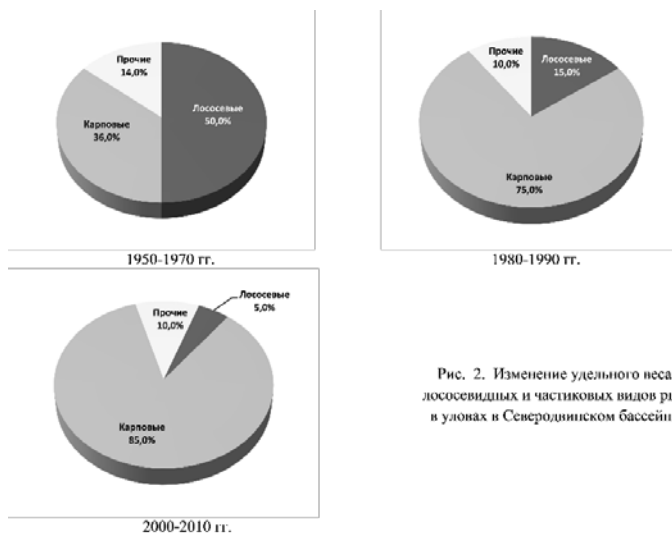 Прочие
14,0%
Лососевые
50,0%
Карповые
36,0%
1950-1970 гг.
Прочие
10,0%
Лососевые
15,0%
Карповые
75,0%
1980-1990 гг.
Лососевые
5,0%
Прочие
10,0%
Карповые
85,0%
2000-2010 гг.
Рис. 2. Изменение удельного веса
лососевидных и частиковых видов
в уловах в Северодвинском